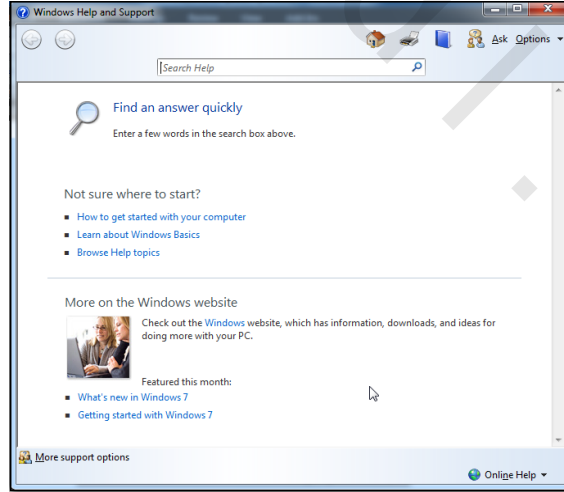 Windows Help and Support
Ask Options
Search Help
Find an answer quickly
Enter a few words in the search box above.
Not sure where to start?
How to get started with your computer
Learn about Windows Basics
Browse Help topics
More on the Windows website
Check out the Windows website, which has information, downloads, and ideas for
doing more with your PC.
Featured this month:
What's new in Windows 7
Getting started with Windows 7
More support options
Online Help